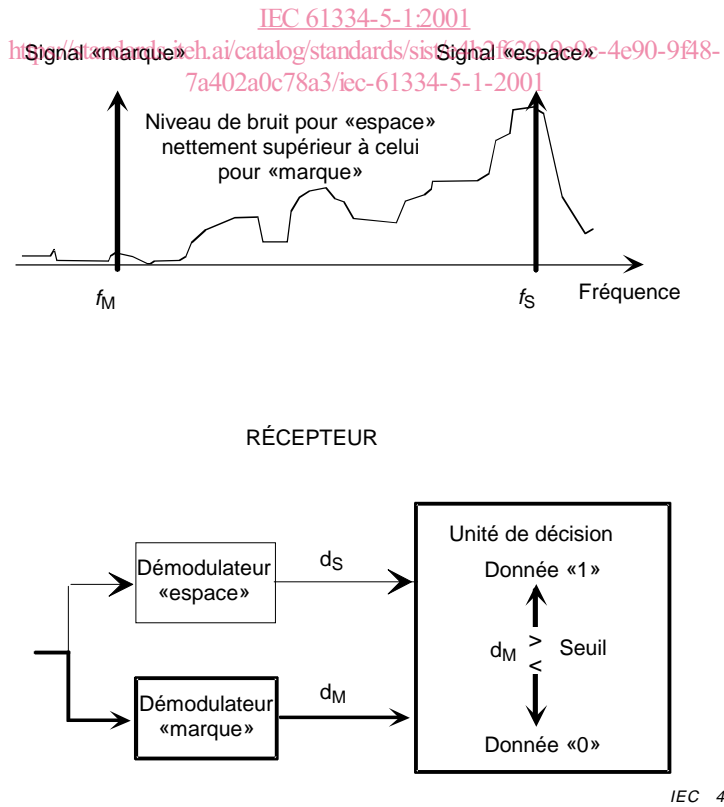 IEC 61334-5-1:2001
Signal «marque»
Signal «espace»
7a402a0c78a3/iec-61334-5-1-2001
Niveau de bruit pour «espace»
nettement supérieur à celui
pour «marque»
fM
fS
Fréquence
RÉCEPTEUR
Unité de décision
Démodulateur
«espace»
dS
Donnée «1»
dM > < Seuil
Démodulateur
«marque»
dM
Donnée «0»
IEC 4